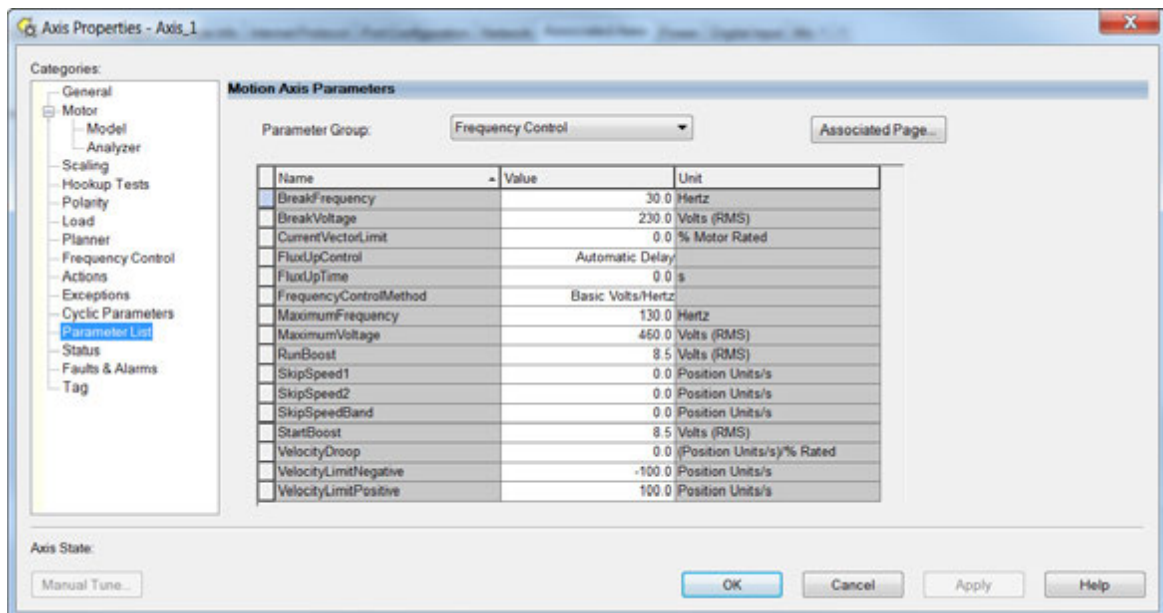 Axis Properties - Axis_1
Categories:
General
Motor
Model
Analyzer
Scaling
Hookup Tests
Polarity
Load
Planner
Frequency Control
Actions
Exceptions
Cyclic Parameters
Parameter List
Status
Faults & Alarms
Tag
Motion Axis Parameters
Parameter Group: Frequency Control Associated Page...
Name Value Unit
BreakFrequency 30.0 Hertz
BreakVoltage 230.0 Volts (RMS)
CurrentVectorLimit 0.0 % Motor Rated
FluxUpControl Automatic Delay
FluxUpTime 0.0 s
FrequencyControlMethod Basic Volts/Hertz
MaximumFrequency 130.0 Hertz
MaximumVoltage 460.0 Volts (RMS)
RunBoost 8.5 Volts (RMS)
SkipSpeed1 0.0 Position Units/s
SkipSpeed2 0.0 Position Units/s
SkipSpeedBand 0.0 Position Units/s
StartBoost 8.5 Volts (RMS)
VelocityDroop 0.0 (Position Units/s)/% Rated
VelocityLimitNegative -100.0 Position Units/s
VelocityLimitPositive 100.0 Position Units/s
Axis State:
Manual Tune... OK Cancel Apply Help